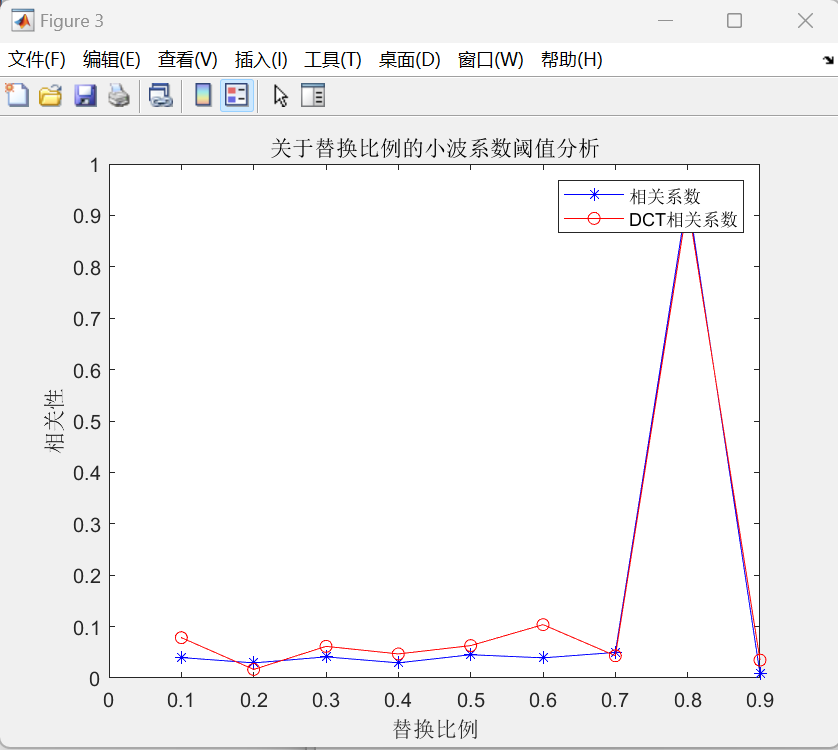 Figure 3
文件(F) 编辑(E) 查看(V) 插入(I) 工具(T) 桌面(D) 窗口(W) 帮助(H)
关于替换比例的小波系数阈值分析
相关系数
DCT相关系数
1
0.9
0.8
0.7
0.6
0.5
0.4
0.3
0.2
0.1
0
相关性
0 0.1 0.2 0.3 0.4 0.5 0.6 0.7 0.8 0.9
替换比例